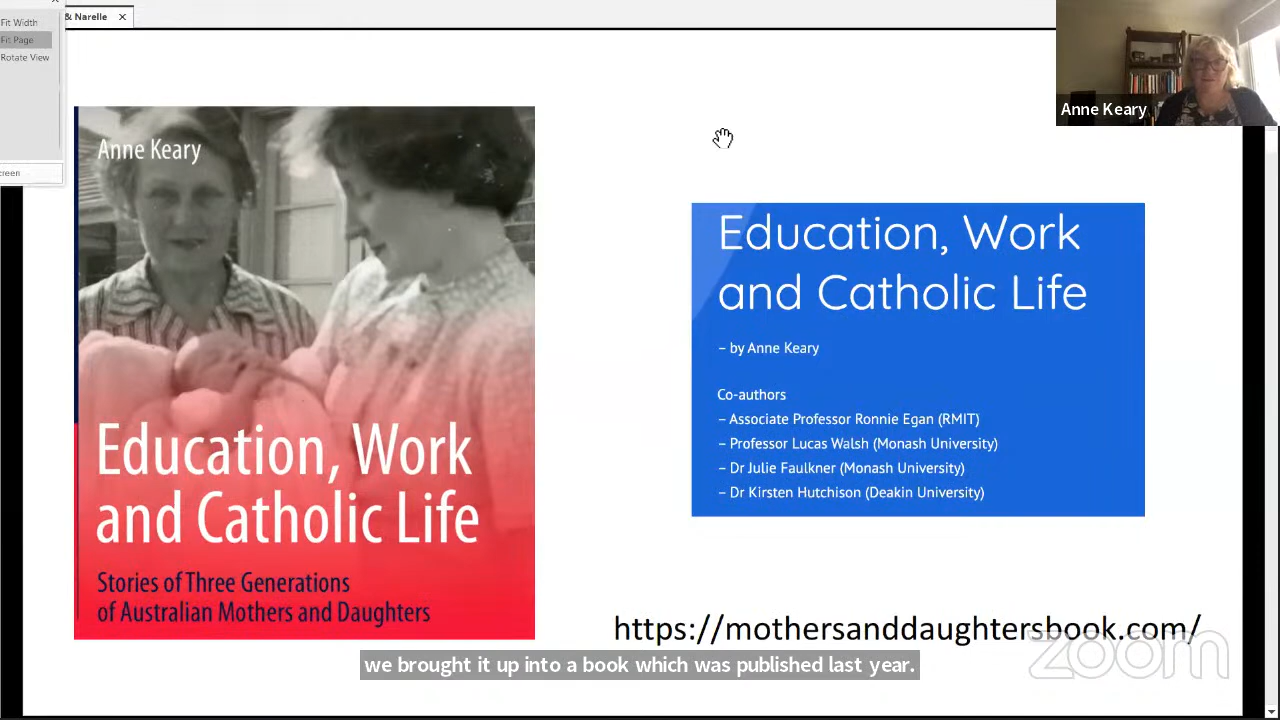 Fit Width
Fit Page
Rotate View
creen
& Narelle
Anne Keary
Education, Work
and Catholic Life
Stories of Three Generations
of Australian Mothers and Daughters
Education, Work
and Catholic Life
– by Anne Keary
Co-authors
– Associate Professor Ronnie Egan (RMIT)
– Professor Lucas Walsh (Monash University)
– Dr Julie Faulkner (Monash University)
– Dr Kirsten Hutchison (Deakin University)
https://mothersanddaughtersbook.com/
Anne Keary
we brought it up into a book which was published last year.
zoom